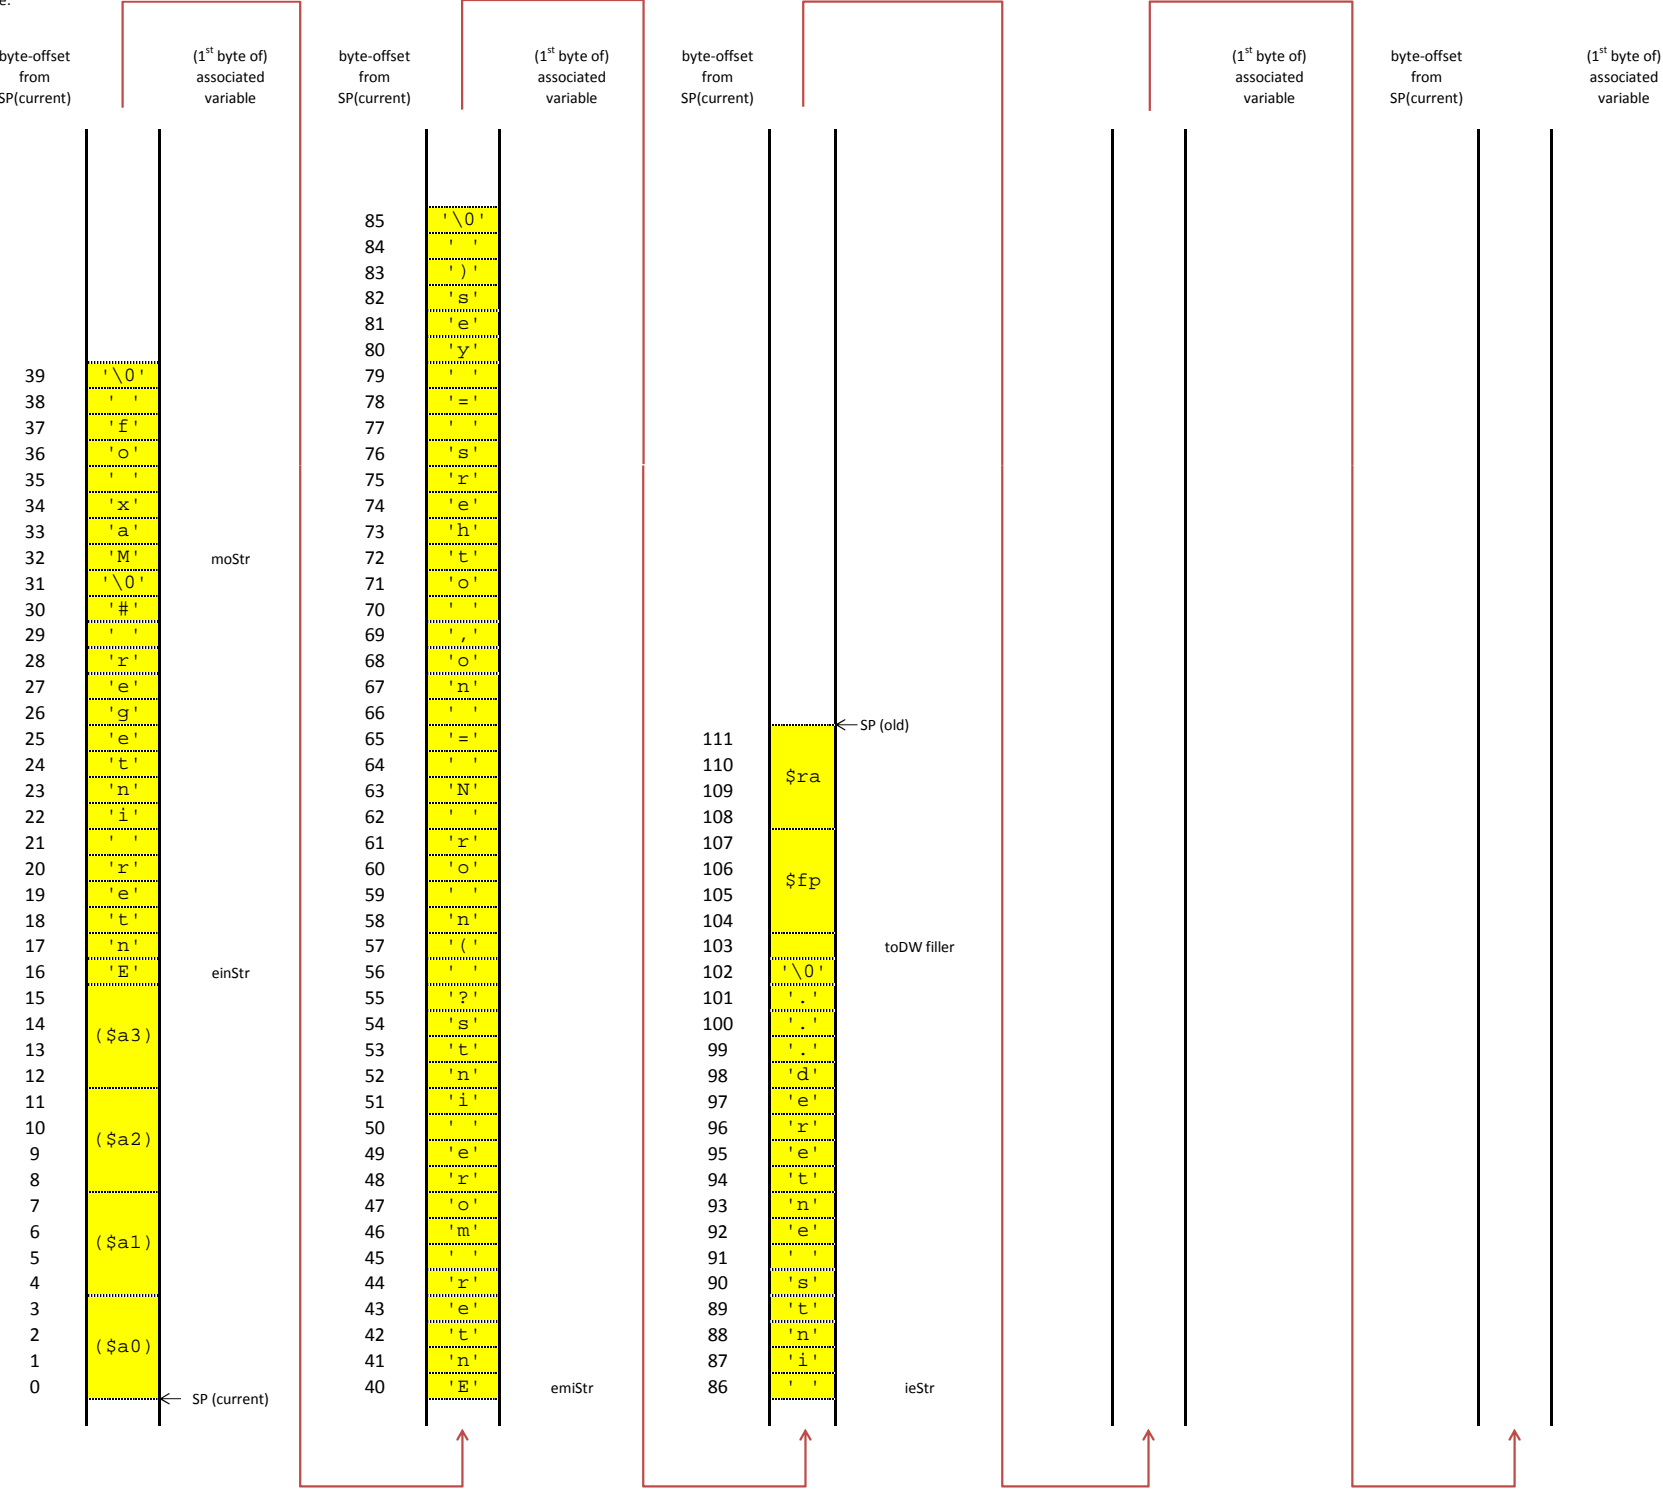 e:
byte-offset
from
SP(current)
(1st byte of)
associated
variable
byte-offset
from
SP(current)
(1st byte of)
associated
variable
byte-offset
from
SP(current)
(1st byte of)
associated
variable
byte-offset
from
SP(current)
(1st byte of)
associated
variable
39 '\0'
38 ' '
37 'f'
36 'o'
35 ' '
34 'x'
33 'a'
32 'M' moStr
31 '\0'
30 '#'
29 ' '
28 'r'
27 'e'
26 'g'
25 'e'
24 't'
23 'n'
22 'i'
21 ' '
20 'r'
19 'e'
18 't'
17 'n'
16 'E' einStr
15
14
($a3)
13
12
11
10
($a2)
9
8
7
6
($a1)
5
4
3
2
($a0)
1
0
SP (current)
85 '\0'
84 ' '
83 ')'
82 's'
81 'e'
80 'y'
79 ' '
78 '='
77 ' '
76 's'
75 'r'
74 'e'
73 'h'
72 't'
71 'o'
70 ' '
69 ','
68 'o'
67 'n'
66 ' '
65 '='
64 ' '
63 'N'
62 ' '
61 'r'
60 'o'
59 ' '
58 'n'
57 '('
56 ' '
55 '?'
54 's'
53 't'
52 'n'
51 'i'
50 ' '
49 'e'
48 'r'
47 'o'
46 'm'
45 ' '
44 'r'
43 'e'
42 't'
41 'n'
40 'E' emiStr
SP (old)
111
110
$ra
109
108
107
106
$fp
105
104
103 toDW filler
102 '\0'
101 '.'
100 '.'
99 '.'
98 'd'
97 'e'
96 'r'
95 'e'
94 't'
93 'n'
92 'e'
91 ' '
90 's'
89 't'
88 'n'
87 'i'
86 ' ' ieStr